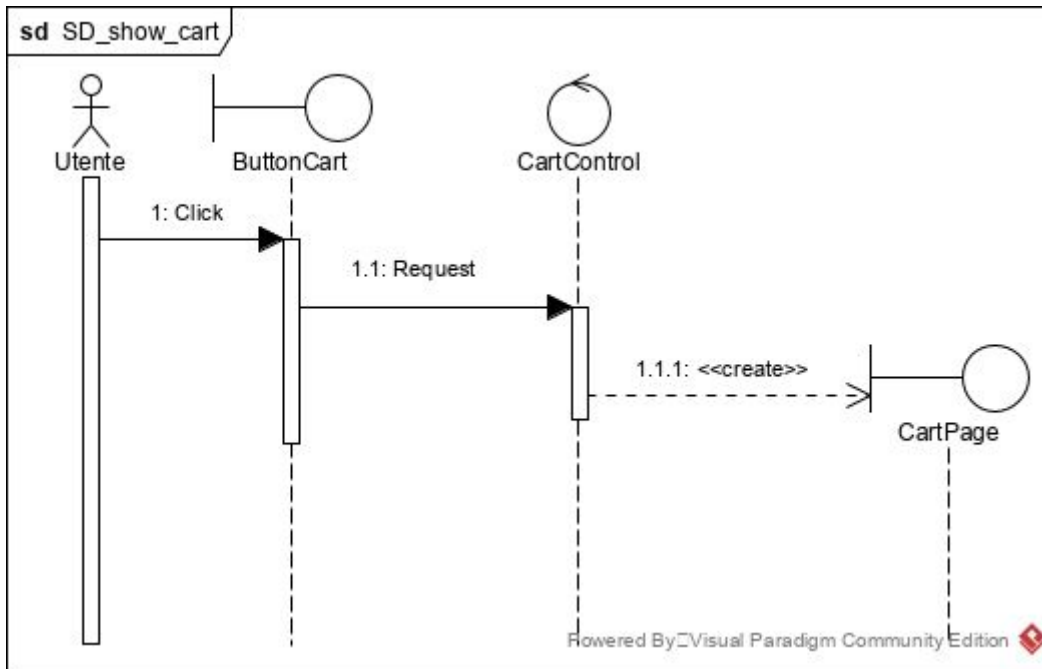 sd SD_show_cart
Utente
ButtonCart
CartControl
1: Click
1.1: Request
1.1.1: <<create>>
CartPage
Powered By Visual Paradigm Community Edition